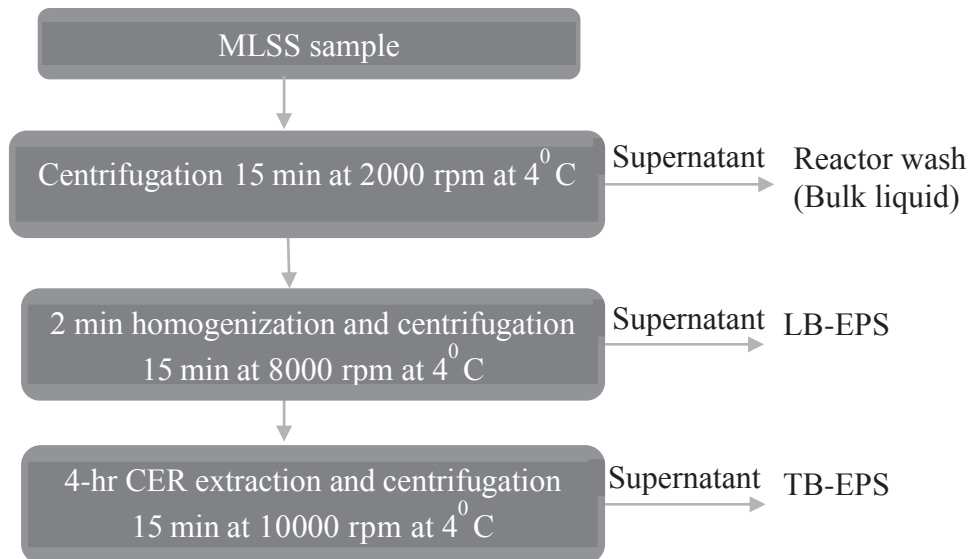 MLSS sample
Centrifugation 15 min at 2000 rpm at 4⁰ C
Supernatant
Reactor wash
(Bulk liquid)
2 min homogenization and centrifugation
15 min at 8000 rpm at 4⁰ C
Supernatant
LB-EPS
4-hr CER extraction and centrifugation
15 min at 10000 rpm at 4⁰ C
Supernatant
TB-EPS